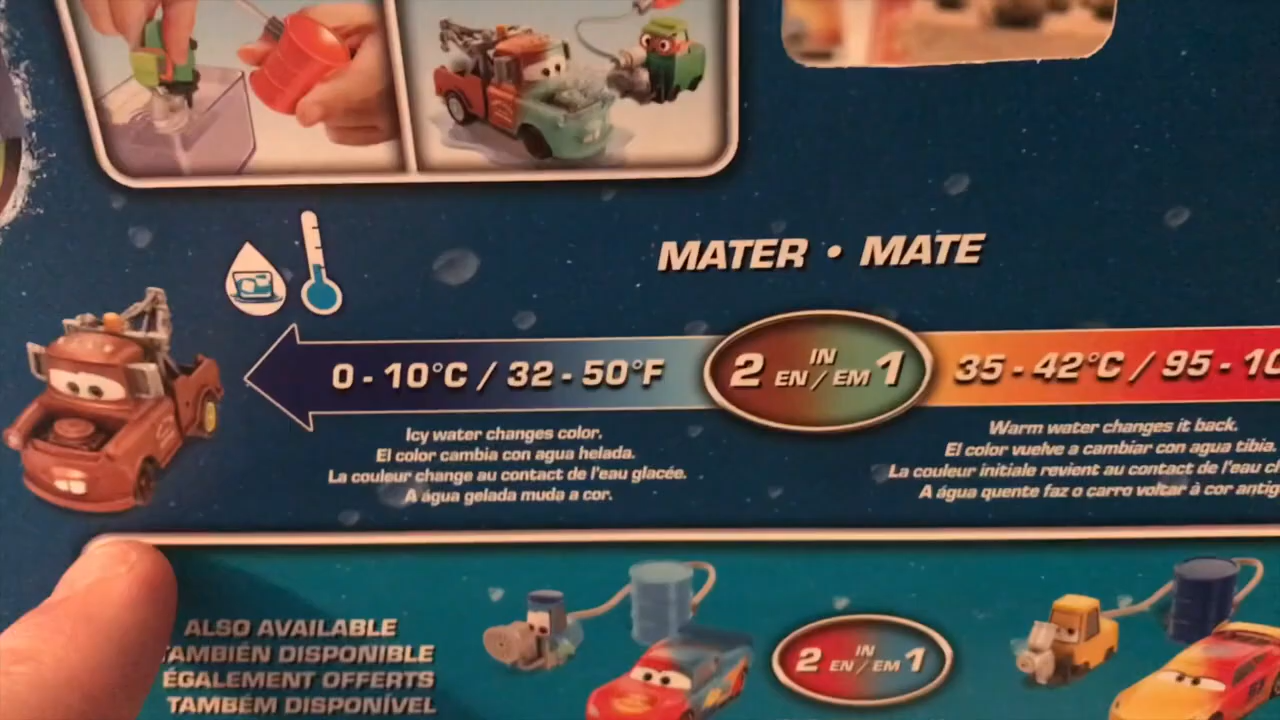 MATER • MATE
0 - 10°C / 32 - 50°F
2 IN EN / EM 1
35 - 42°C / 95 - 10
Icy water changes color.
El color cambia con agua helada.
La couleur change au contact de l'eau glacée.
A água gelada muda a cor.
Warm water changes it back.
El color vuelve a cambiar con agua tibia.
La couleur initiale revient au contact de l'eau
A água quente faz o carro voltar à cor
ALSO AVAILABLE
TAMBIÉN DISPONIBLE
ÉGALEMENT OFFERTS
TAMBÉM DISPONÍVEL
2 IN EN / EM 1